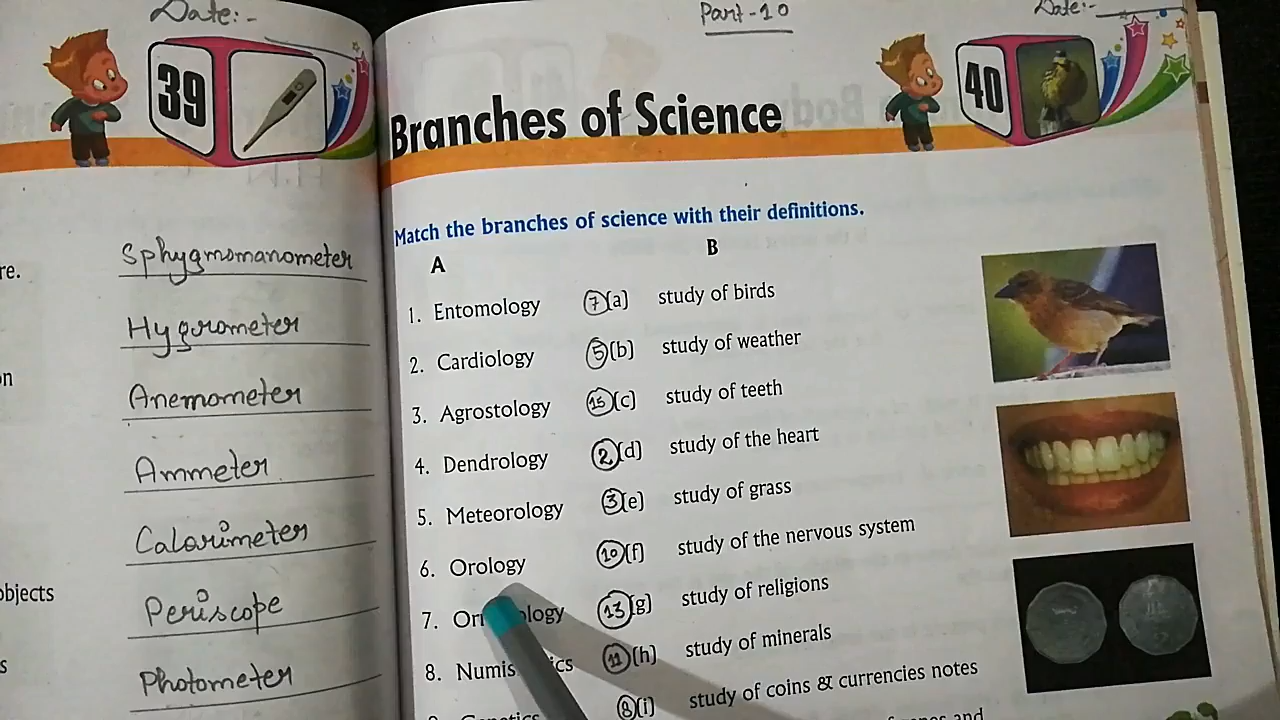 Date:-
39
re.
on
objects
s
Sphygmomanometer
Hygrometer
Anemometer
Ammeter
Calorimeter
Periscope
Photometer
Part-10
Date:-
40
Branches of Science
Match the branches of science with their definitions.
A B
1. Entomology 7 (a) study of birds
2. Cardiology 5 (b) study of weather
3. Agrostology 15 (c) study of teeth
4. Dendrology 2 (d) study of the heart
5. Meteorology 3 (e) study of grass
6. Orology 10 (f) study of the nervous system
7. 13 (g) study of religions
8. 11 (h) study of minerals
8 (i) study of coins & currencies notes
and